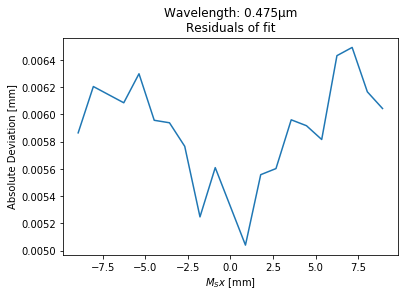 Wavelength: 0.475μm
Residuals of fit
Absolute Deviation [mm]
0.0064
0.0062
0.0060
0.0058
0.0056
0.0054
0.0052
0.0050
−7.5 −5.0 −2.5 0.0 2.5 5.0 7.5
M_Sx [mm]